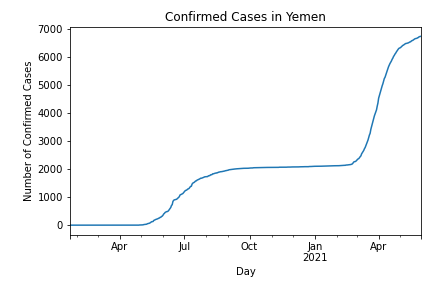 Confirmed Cases in Yemen
Number of Confirmed Cases
7000
6000
5000
4000
3000
2000
1000
0
Apr Jul Oct Jan Apr
2021
Day